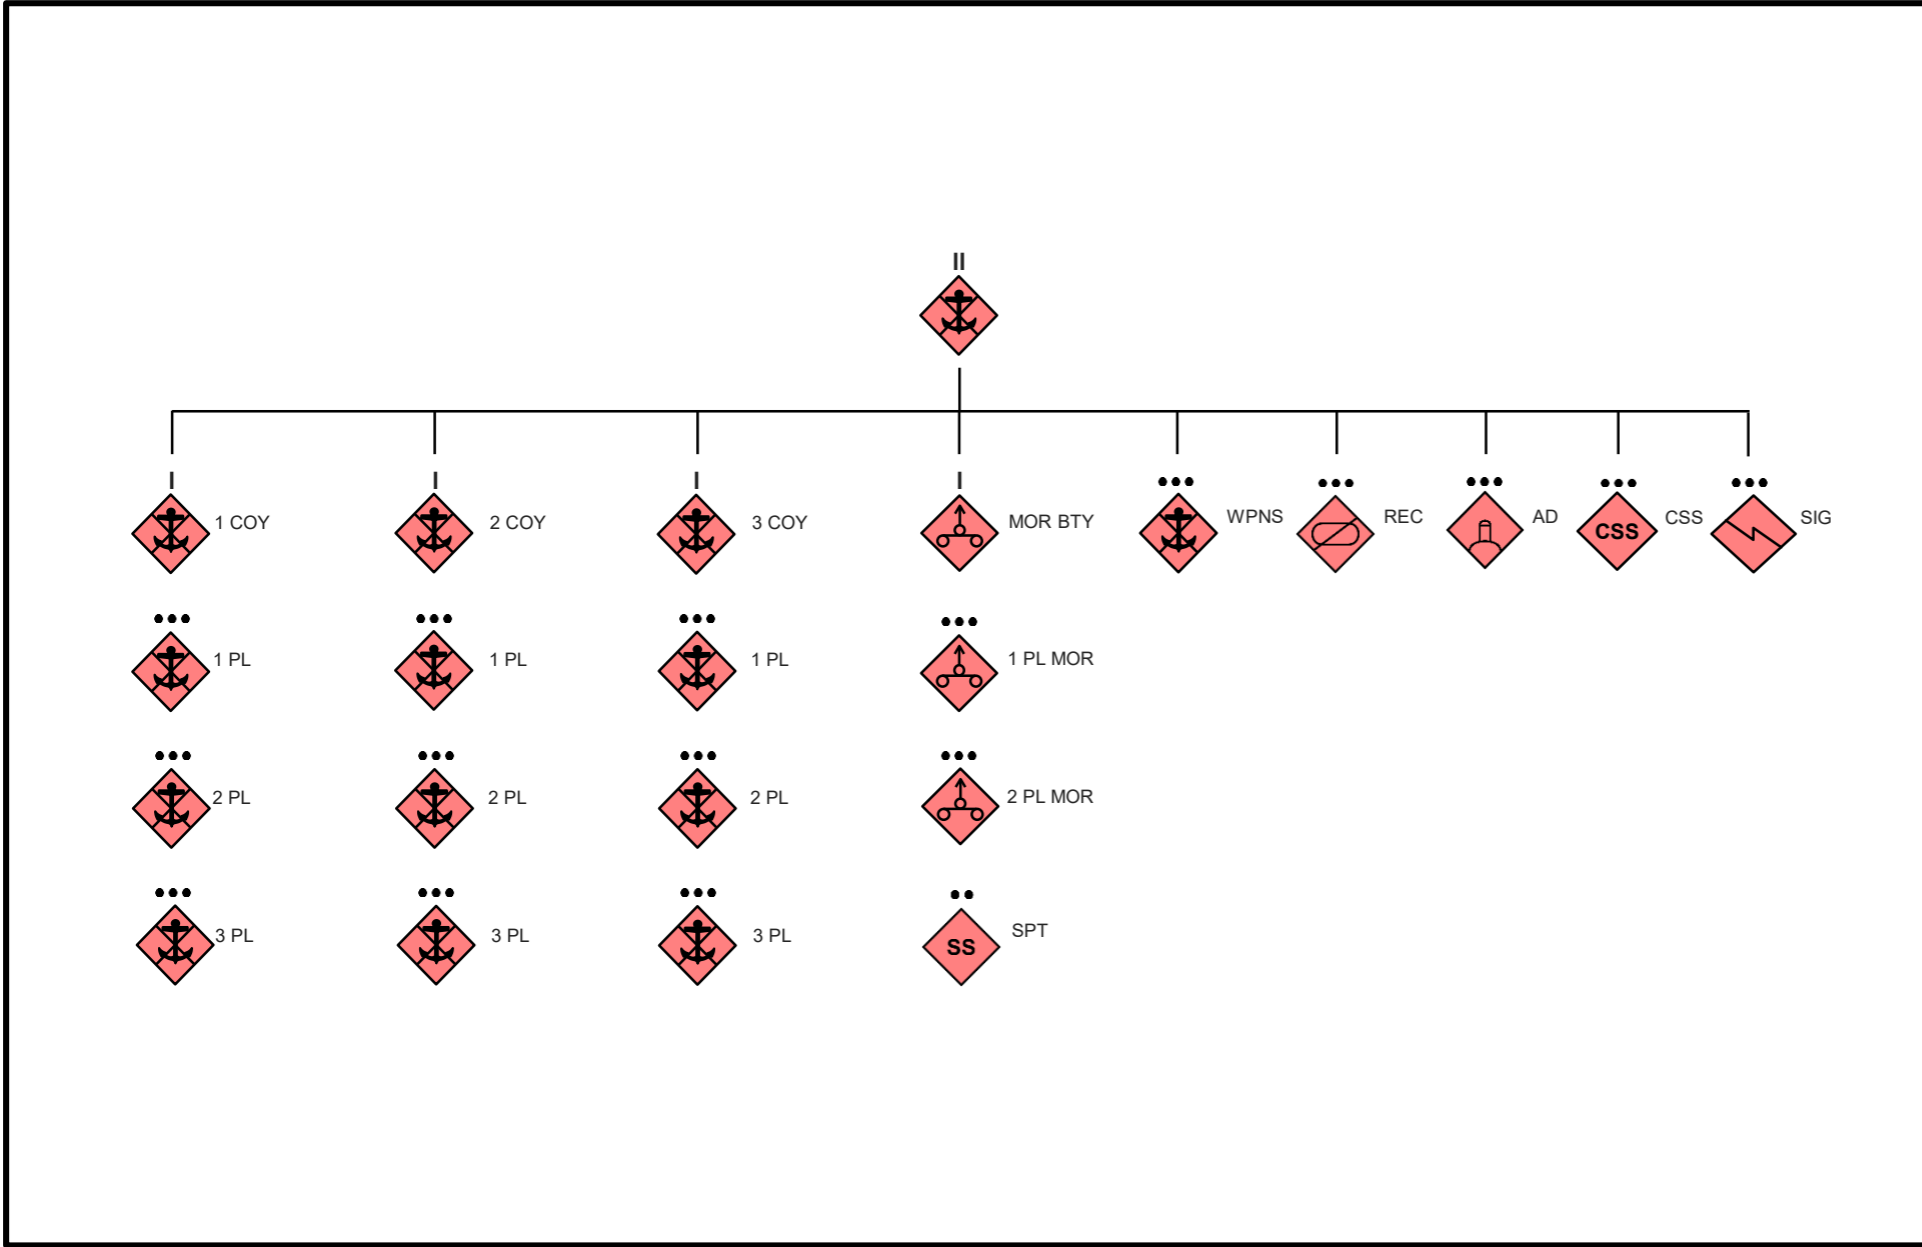 II
I
I
I
I
1 COY
2 COY
3 COY
MOR BTY
WPNS
REC
AD
CSS
CSS
SIG
1 PL
1 PL
1 PL
1 PL MOR
2 PL
2 PL
2 PL
2 PL MOR
3 PL
3 PL
3 PL
SS
SPT